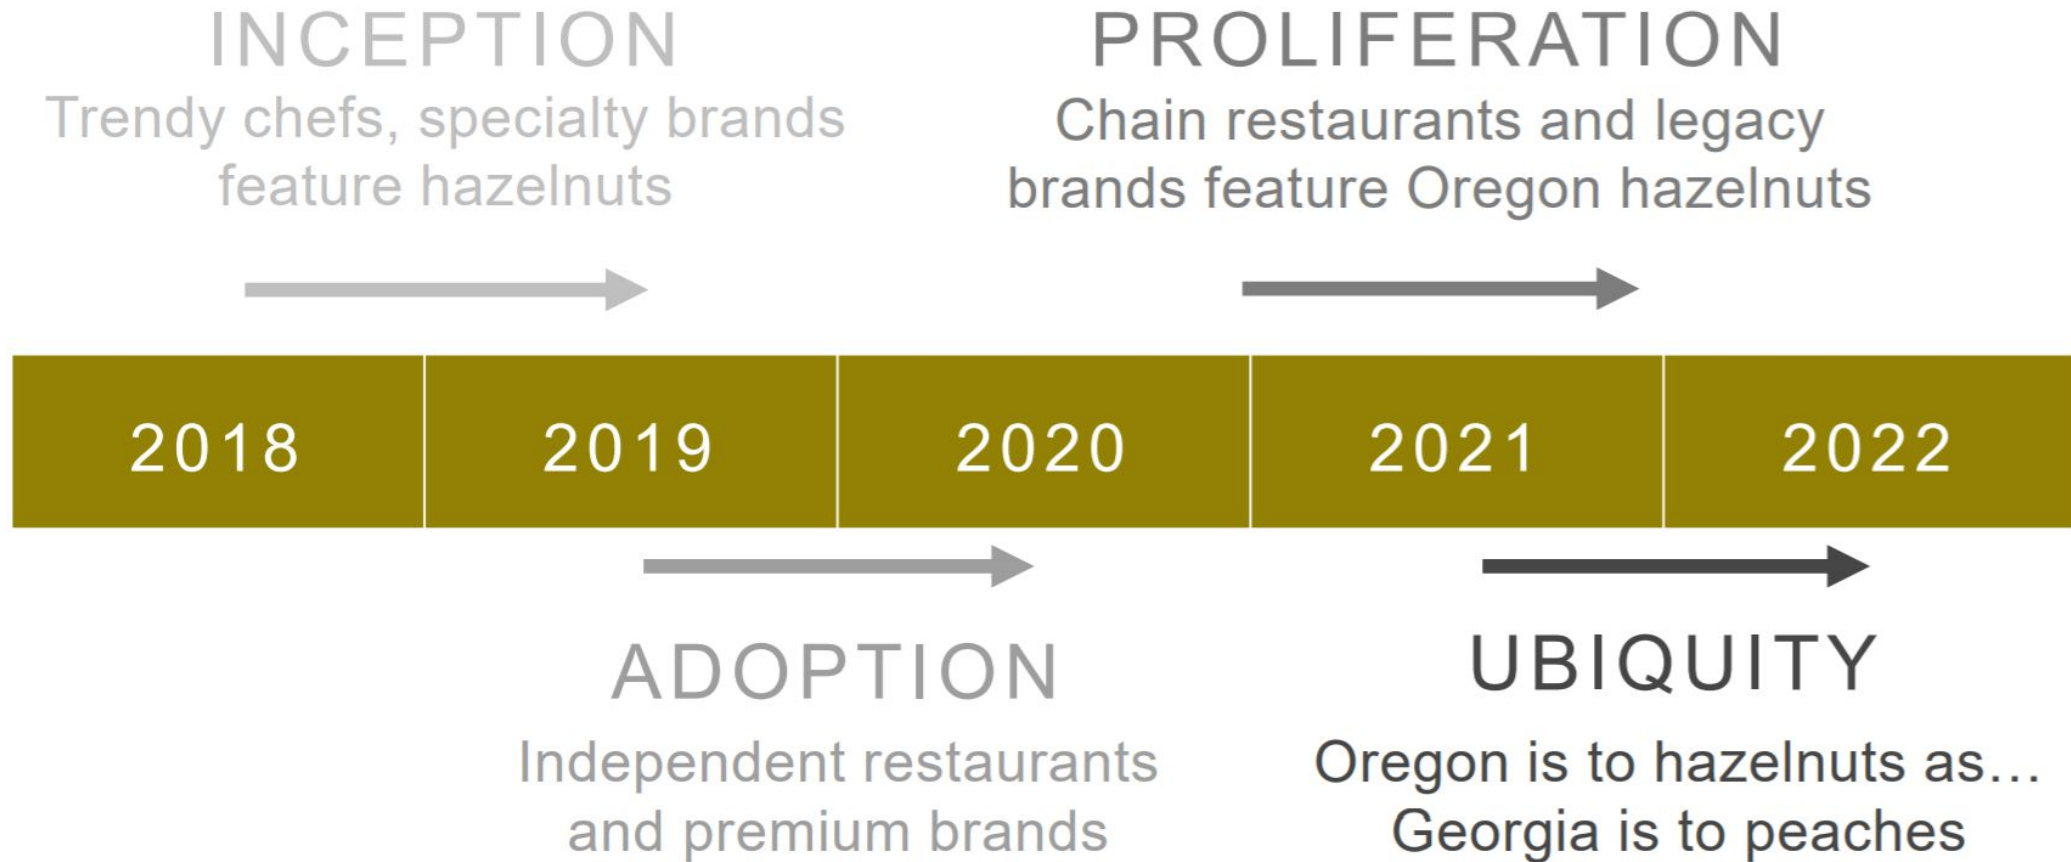 INCEPTION
Trendy chefs, specialty brands
feature hazelnuts
PROLIFERATION
Chain restaurants and legacy
brands feature Oregon hazelnuts
2018
2019
2020
2021
2022
ADOPTION
Independent restaurants
and premium brands
UBIQUITY
Oregon is to hazelnuts as…
Georgia is to peaches